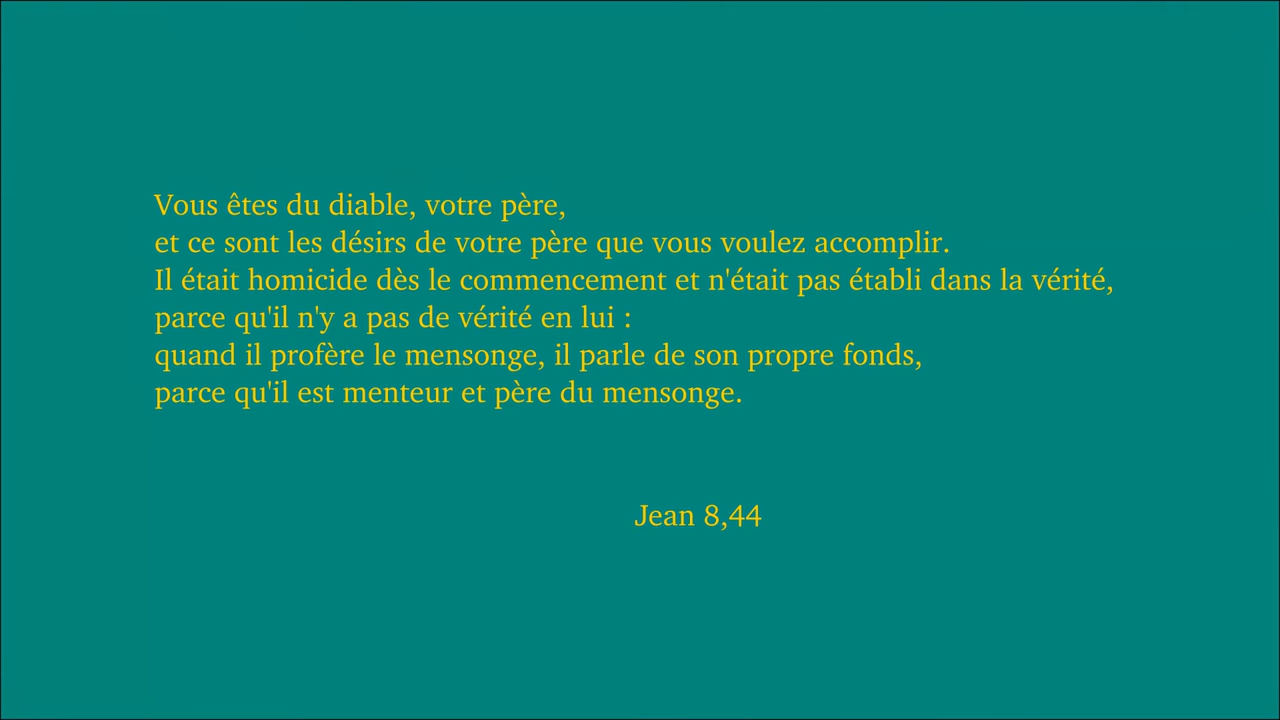 Vous êtes du diable, votre père,
et ce sont les désirs de votre père que vous voulez accomplir.
Il était homicide dès le commencement et n'était pas établi dans la vérité,
parce qu'il n'y a pas de vérité en lui :
quand il profère le mensonge, il parle de son propre fonds,
parce qu'il est menteur et père du mensonge.
Jean 8,44